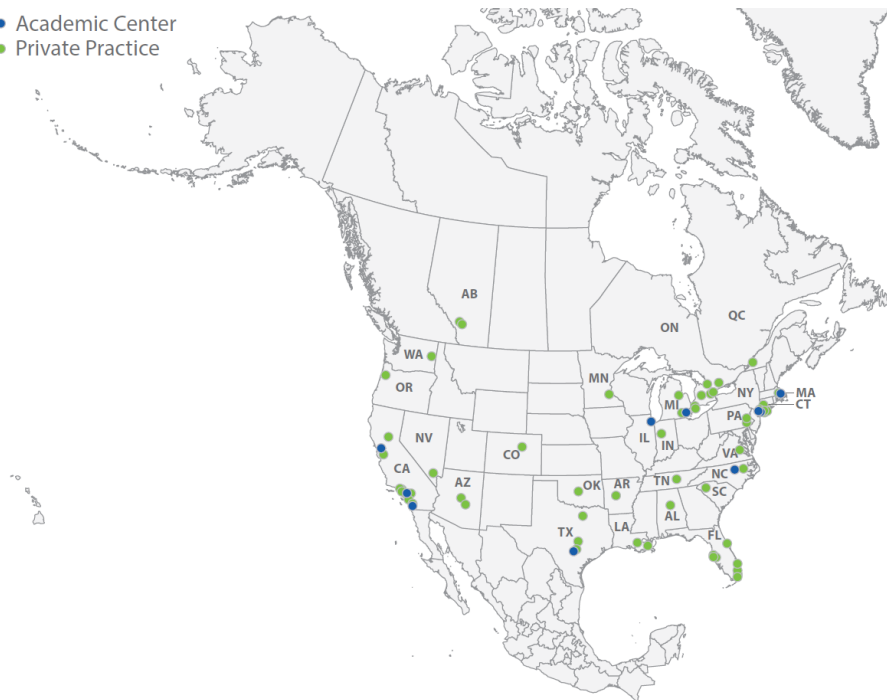 Academic Center
Private Practice
AB
QC
ON
WA
MN
OR
NY
MA
MI
CT
PA
IL
IN
NV
CO
VA
CA
NC
TN
AZ
OK
AR
SC
AL
LA
TX
FL